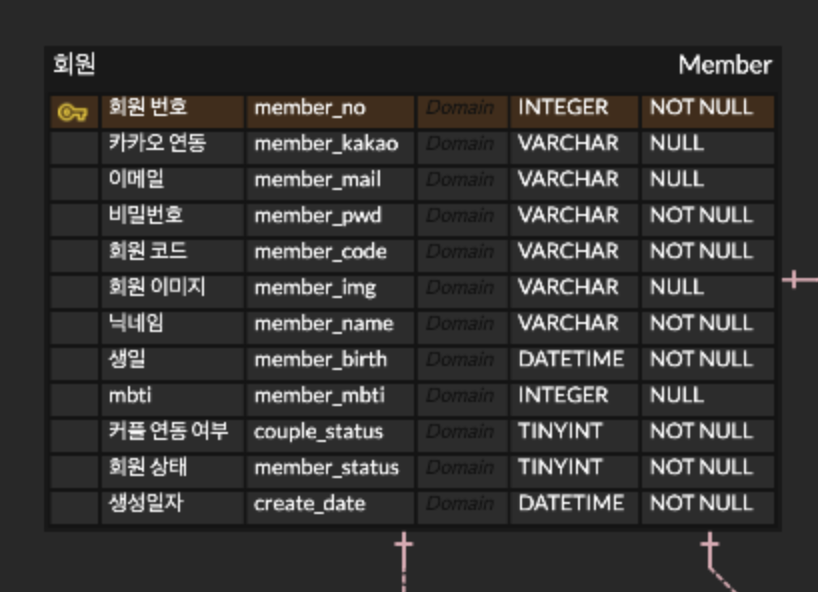 회원 Member
회원 번호 member_no Domain INTEGER NOT NULL
카카오 연동 member_kakao Domain VARCHAR NULL
이메일 member_mail Domain VARCHAR NULL
비밀번호 member_pwd Domain VARCHAR NOT NULL
회원 코드 member_code Domain VARCHAR NOT NULL
회원 이미지 member_img Domain VARCHAR NULL
닉네임 member_name Domain VARCHAR NOT NULL
생일 member_birth Domain DATETIME NOT NULL
mbti member_mbti Domain INTEGER NULL
커플 연동 여부 couple_status Domain TINYINT NOT NULL
회원 상태 member_status Domain TINYINT NOT NULL
생성일자 create_date Domain DATETIME NOT NULL